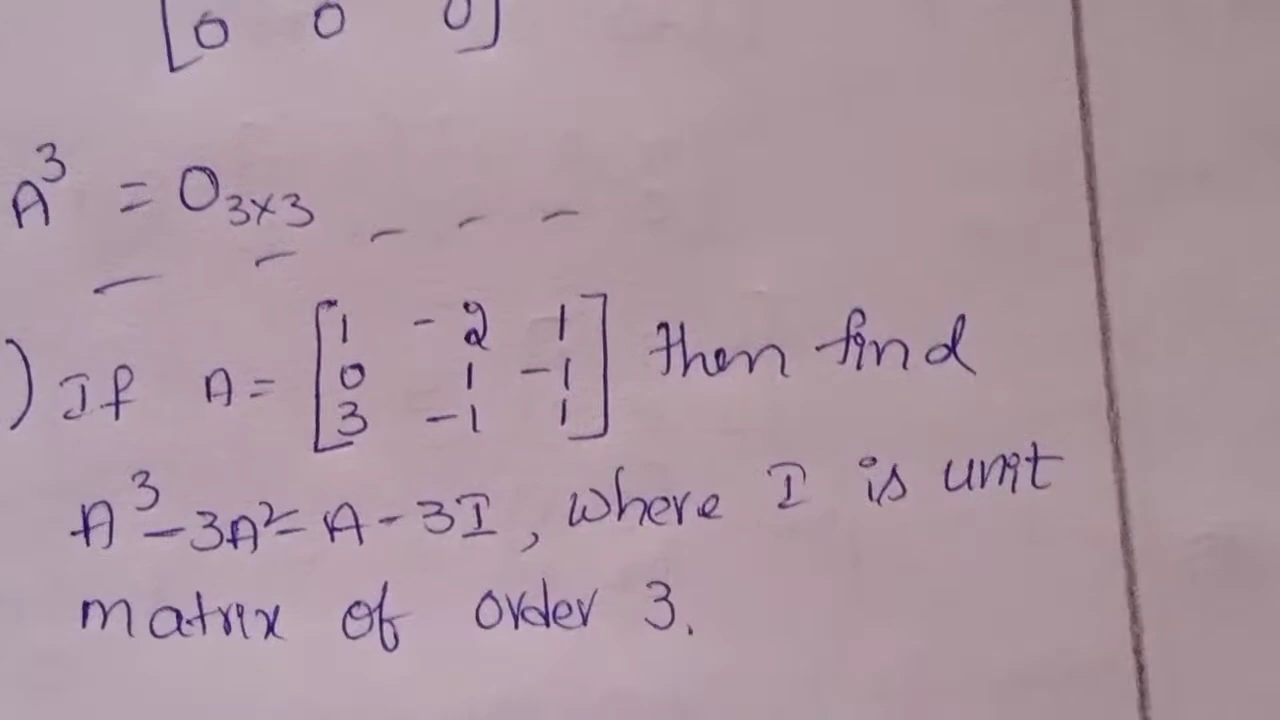 [0 0 0]
A³ = O₃ₓ₃
) If A = [1 -2 1
0 1 -1
3 -1 1] then find
A³ - 3A² = A - 3I, where I is unit
matrix of order 3.